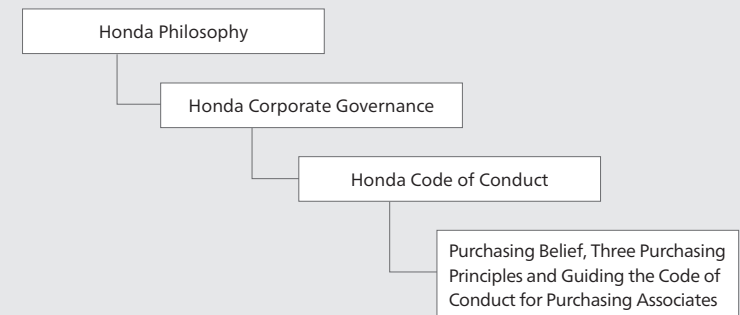 Honda Philosophy
Honda Corporate Governance
Honda Code of Conduct
Purchasing Belief, Three Purchasing
Principles and Guiding the Code of
Conduct for Purchasing Associates